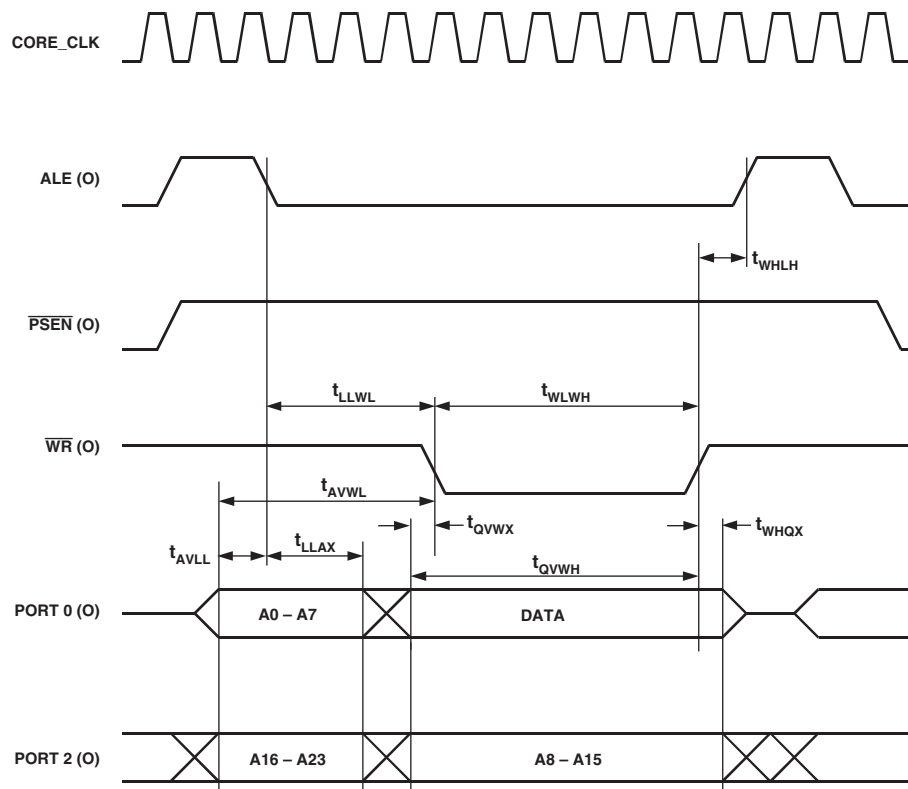 CORE_CLK
ALE (O)
tWHLH
PSEN (O)
tLLWL
tWLWH
WR (O)
tAVWL
tQVWX
tWHQX
tAVLL
tLLAX
tQVWH
PORT 0 (O)
A0 – A7
DATA
PORT 2 (O)
A16 – A23
A8 – A15